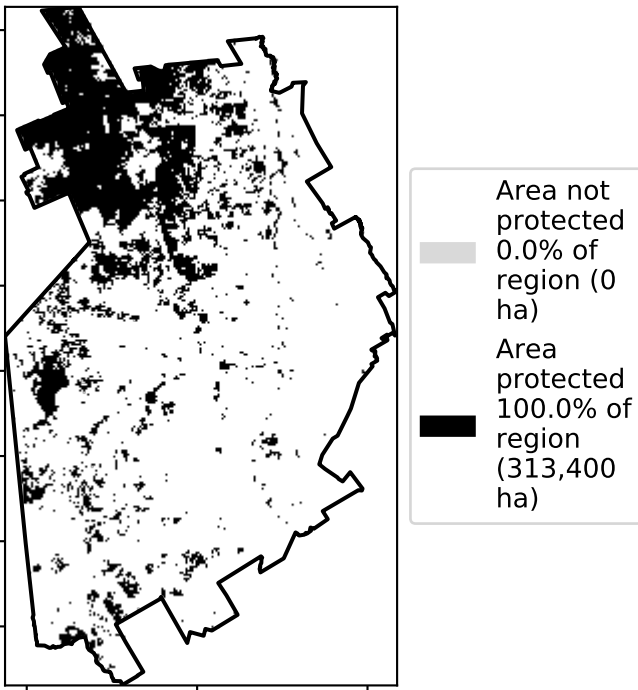 Area not
protected
0.0% of
region (0
ha)
Area
protected
100.0% of
region
(313,400
ha)